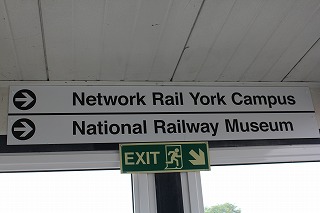 Network Rail York Campus
National Railway Museum
EXIT